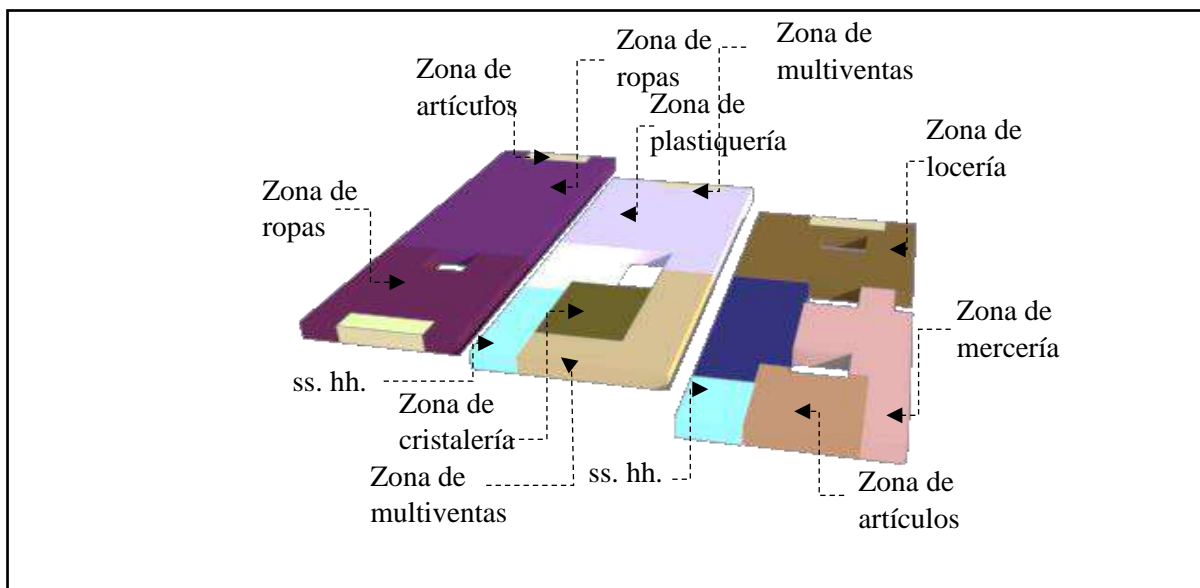 Zona de
ropas
Zona de
multiventas
Zona de
artículos
Zona de
plastiquería
Zona de
locería
Zona de
ropas
Zona de
mercería
ss. hh.
Zona de
cristalería
Zona de
multiventas
ss. hh.
Zona de
artículos